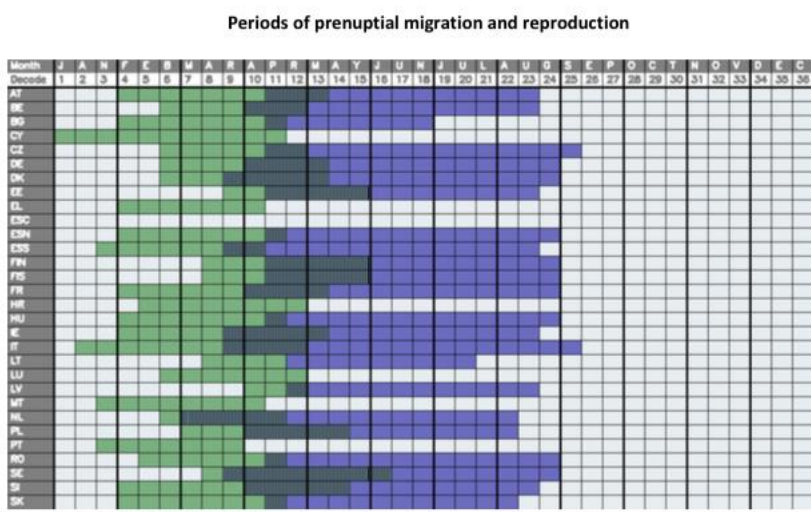 Periods of prenuptial migration and reproduction
Month J A N F E B M A R A P R M A Y J U N J U L A U G S E P O C T N O V D E C
Decade 1 2 3 4 5 6 7 8 9 10 11 12 13 14 15 16 17 18 19 20 21 22 23 24 25 26 27 28 29 30 31 32 33 34 35 36
AT
BE
BG
CY
CZ
DE
DK
EE
EL
ESC
ESN
ESS
FIN
FIS
FR
HR
HU
IE
IT
LT
LU
LV
MT
NL
PL
PT
RO
SE
SI
SK